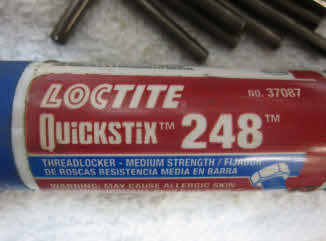 LOCTITE
NO. 37087
QUICKSTIX™ 248™
THREADLOCKER - MEDIUM STRENGTH / FIJADOR
DE ROSCAS RESISTENCIA MEDIA EN BARRA
WARNING: MAY CAUSE ALLERGIC SKIN